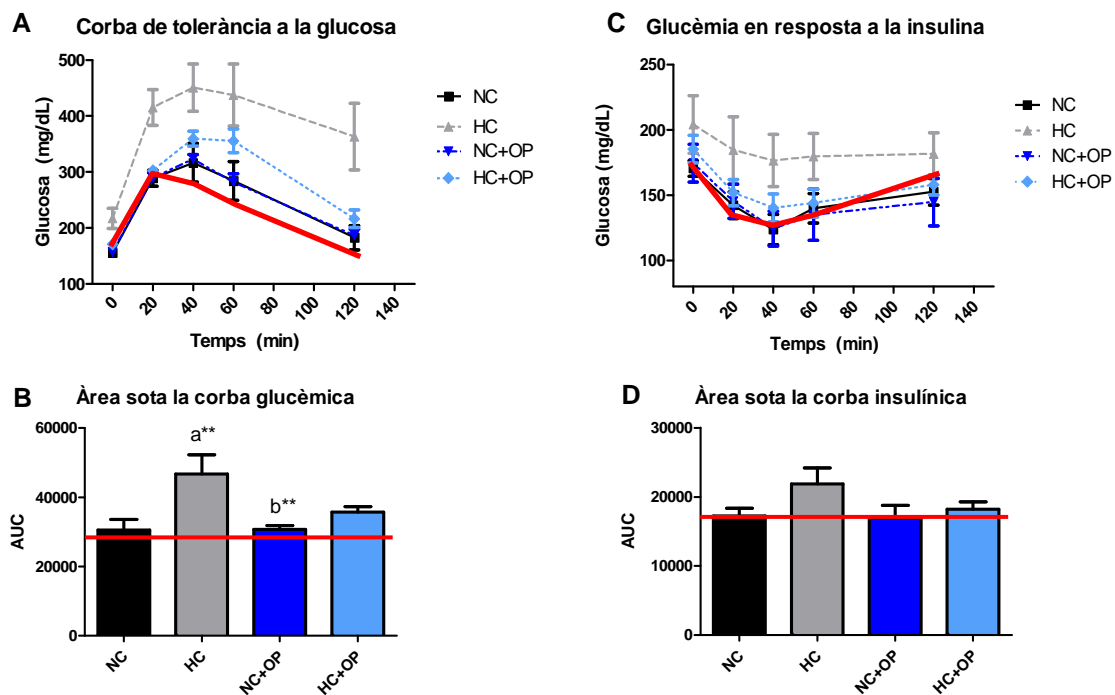 A Corba de tolerància a la glucosa
Glucosa (mg/dL)
500
400
300
200
100
0 20 40 60 80 100 120 140
Temps (min)
NC
HC
NC+OP
HC+OP
C Glucèmia en resposta a la insulina
Glucosa (mg/dL)
250
200
150
100
0 20 40 60 80 100 120 140
Temps (min)
NC
HC
NC+OP
HC+OP
B Àrea sota la corba glucèmica
AUC
60000
40000
20000
0
a**
b**
NC HC NC+OP HC+OP
D Àrea sota la corba insulínica
AUC
30000
20000
10000
0
NC HC NC+OP HC+OP